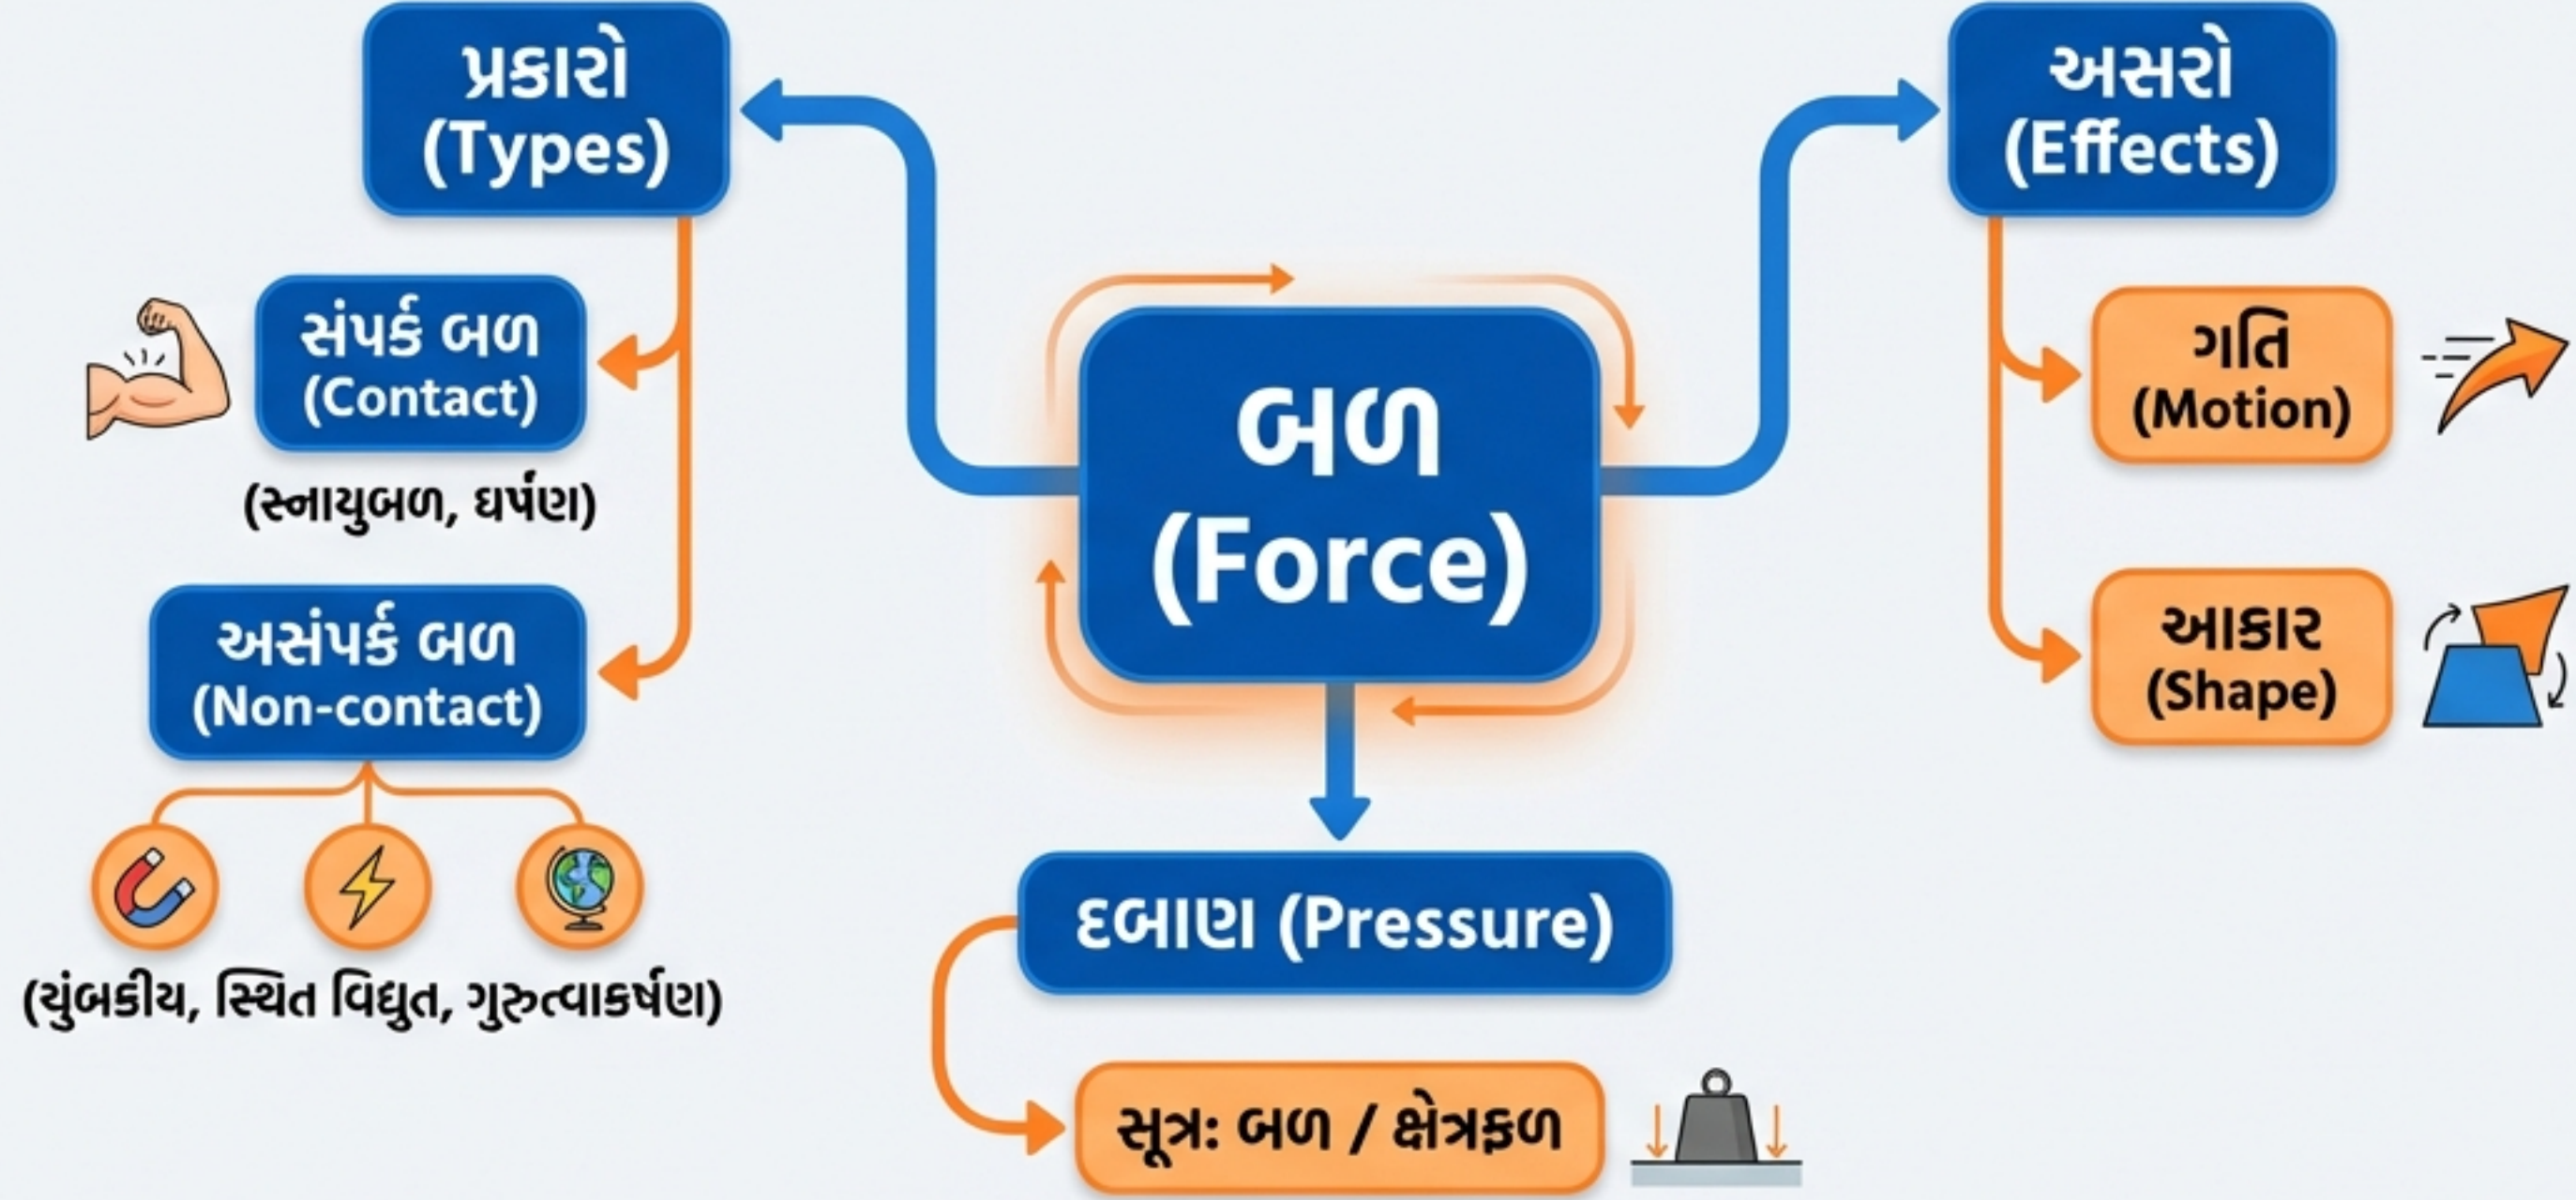 પ્રકારો
(Types)
સંપર્ક બળ
(Contact)
(સ્નાયુબળ, ઘર્ષણ)
અસંપર્ક બળ
(Non-contact)
(ચુંબકીય, સ્થિત વિદ્યુત, ગુરુત્વાકર્ષણ)
બળ
(Force)
દબાણ (Pressure)
સૂત્ર: બળ / ક્ષેત્રફળ
અસરો
(Effects)
ગતિ
(Motion)
આકાર
(Shape)